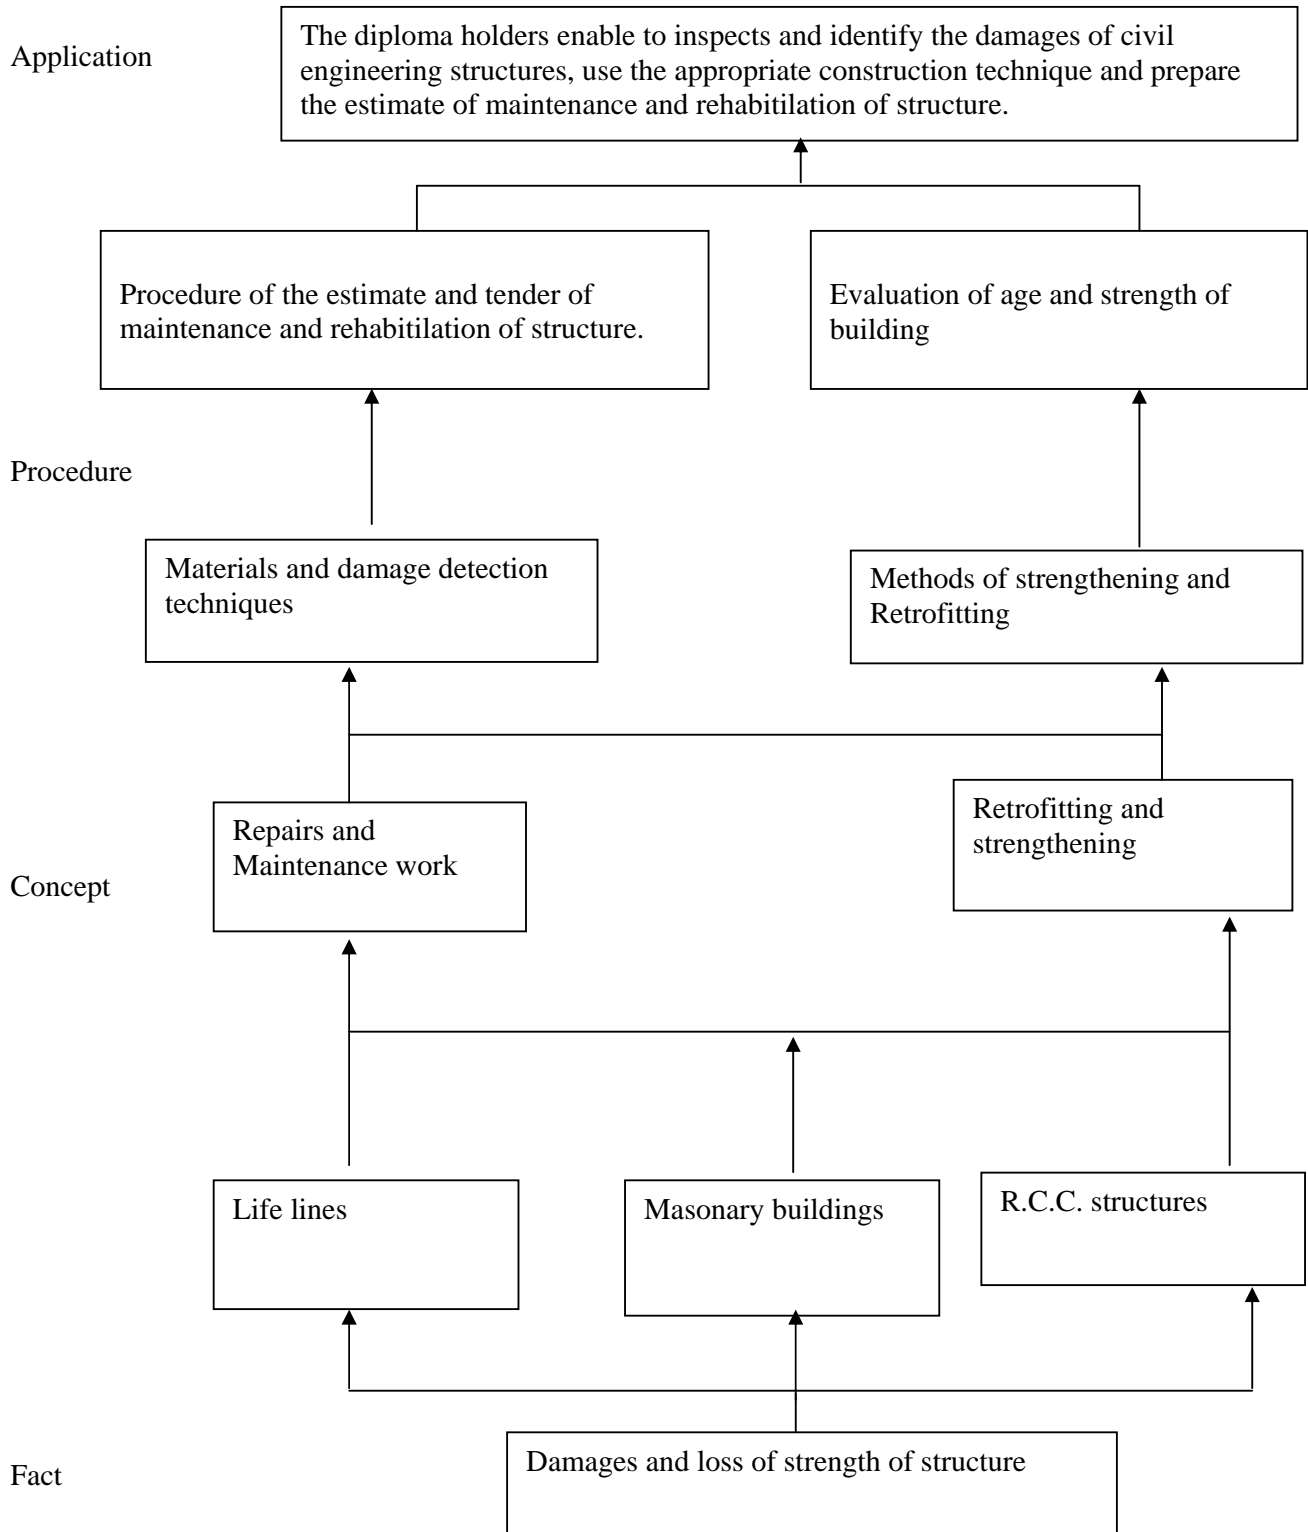 Application
The diploma holders enable to inspects and identify the damages of civil
engineering structures, use the appropriate construction technique and prepare
the estimate of maintenance and rehabitilation of structure.
Procedure of the estimate and tender of
maintenance and rehabitilation of structure.
Evaluation of age and strength of
building
Procedure
Materials and damage detection
techniques
Methods of strengthening and
Retrofitting
Repairs and
Maintenance work
Retrofitting and
strengthening
Concept
Life lines
Masonary buildings
R.C.C. structures
Damages and loss of strength of structure
Fact